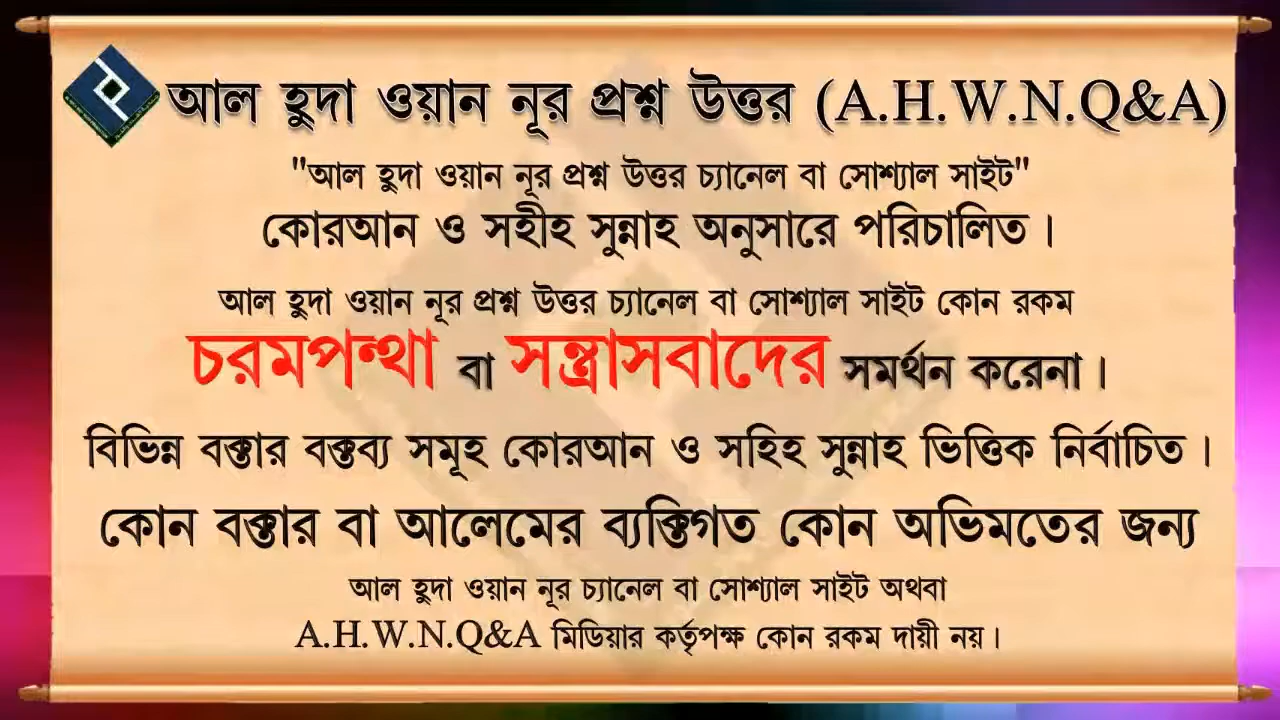 আল হুদা ওয়ান নূর প্রশ্ন উত্তর (A.H.W.N.Q&A)
"আল হুদা ওয়ান নূর প্রশ্ন উত্তর চ্যানেল বা সোশ্যাল সাইট"
কোরআন ও সহীহ সুন্নাহ অনুসারে পরিচালিত।
আল হুদা ওয়ান নূর প্রশ্ন উত্তর চ্যানেল বা সোশ্যাল সাইট কোন রকম
চরমপন্থা বা সন্ত্রাসবাদের সমর্থন করেনা।
বিভিন্ন বক্তার বক্তব্য সমূহ কোরআন ও সহিহ সুন্নাহ ভিত্তিক নির্বাচিত।
কোন বক্তার বা আলেমের ব্যক্তিগত কোন অভিমতের জন্য
আল হুদা ওয়ান নূর চ্যানেল বা সোশ্যাল সাইট অথবা
A.H.W.N.Q&A মিডিয়ার কর্তৃপক্ষ কোন রকম দায়ী নয়।